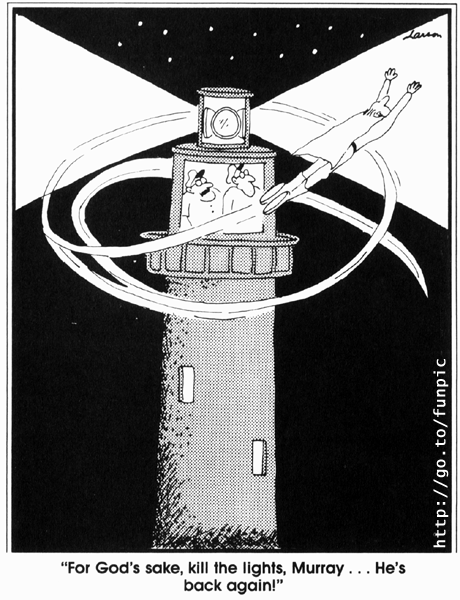 Larson
http://go.to/funpic
"For God's sake, kill the lights, Murray . . . He's
back again!"